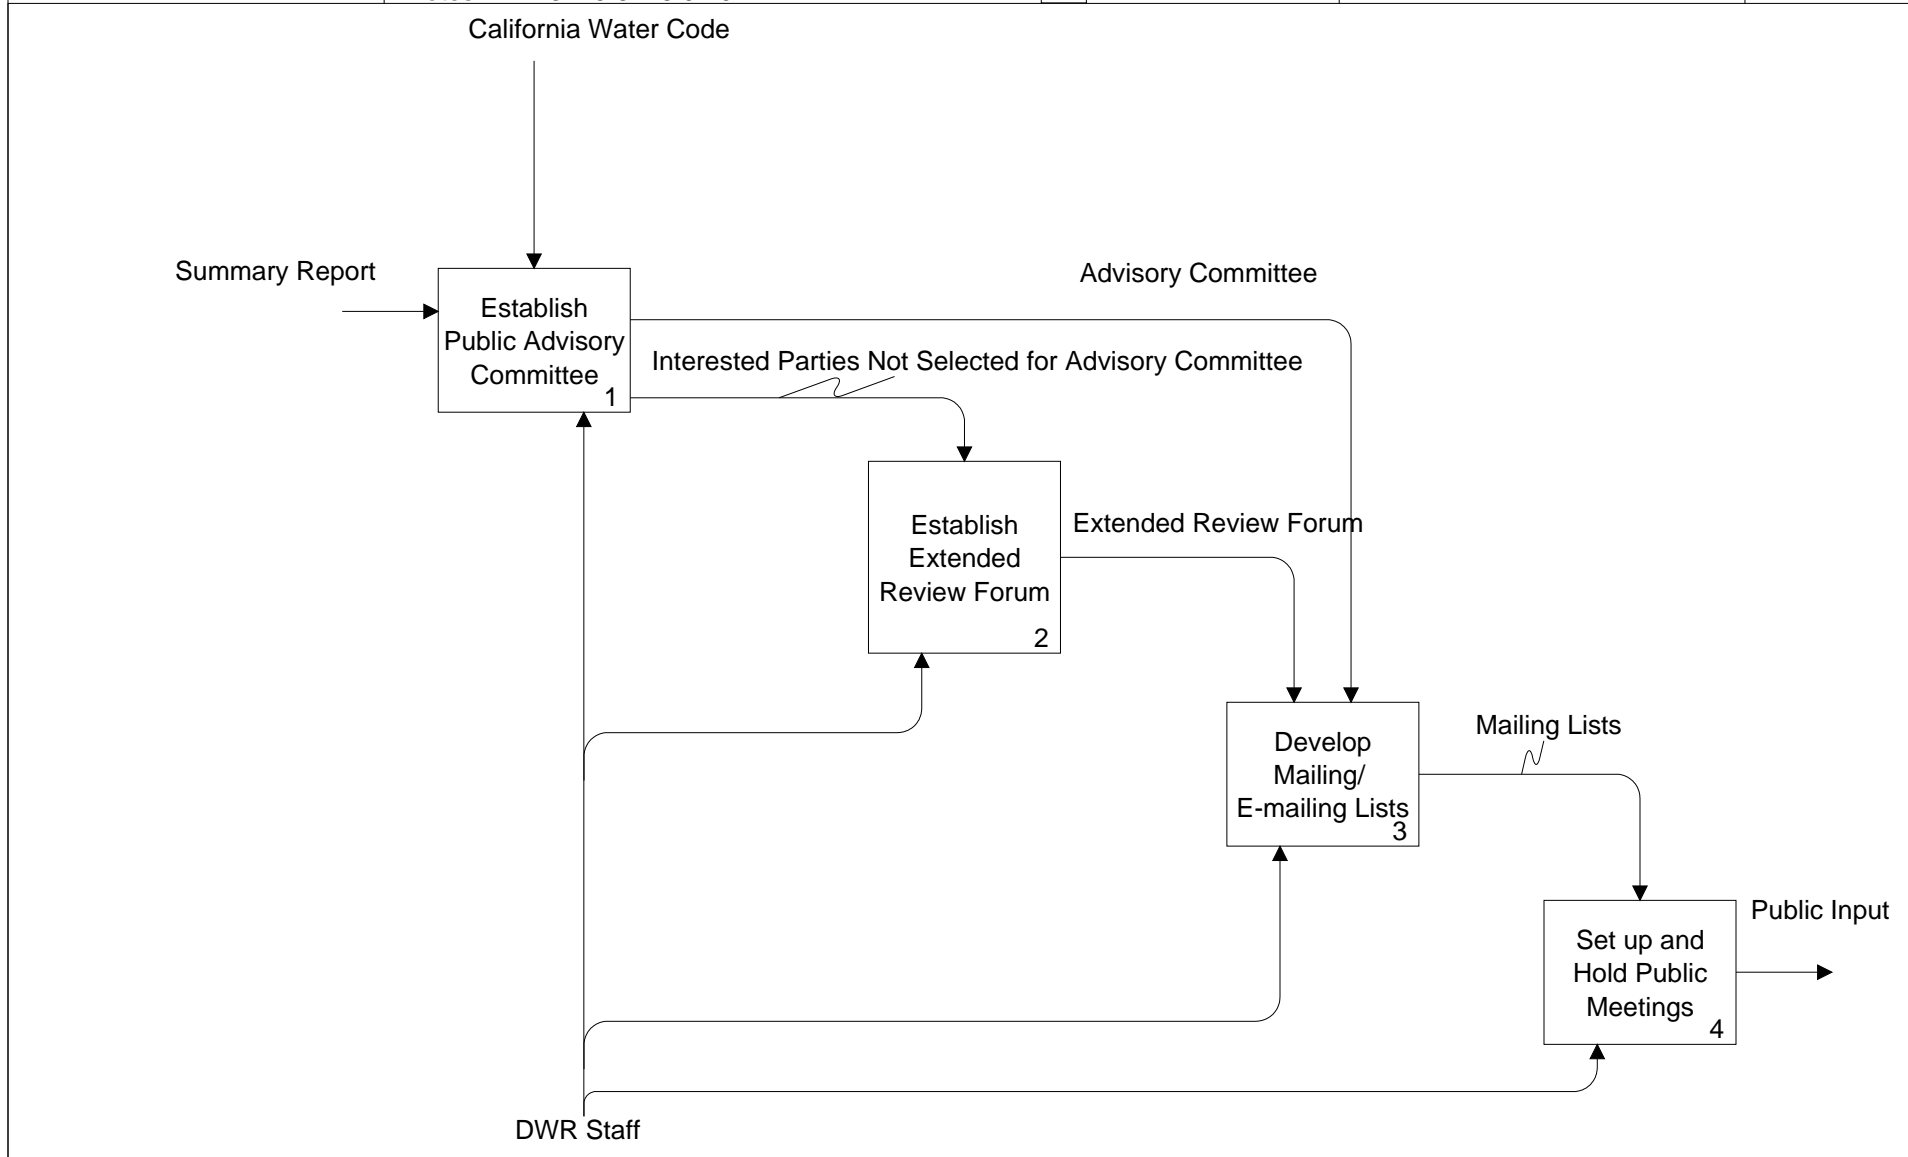 California Water Code
Summary Report
Advisory Committee
Establish
Public Advisory
Committee
1
Interested Parties Not Selected for Advisory Committee
Establish
Extended
Review Forum
2
Extended Review Forum
Develop
Mailing/
E-mailing Lists
3
Mailing Lists
Set up and
Hold Public
Meetings
4
Public Input
DWR Staff